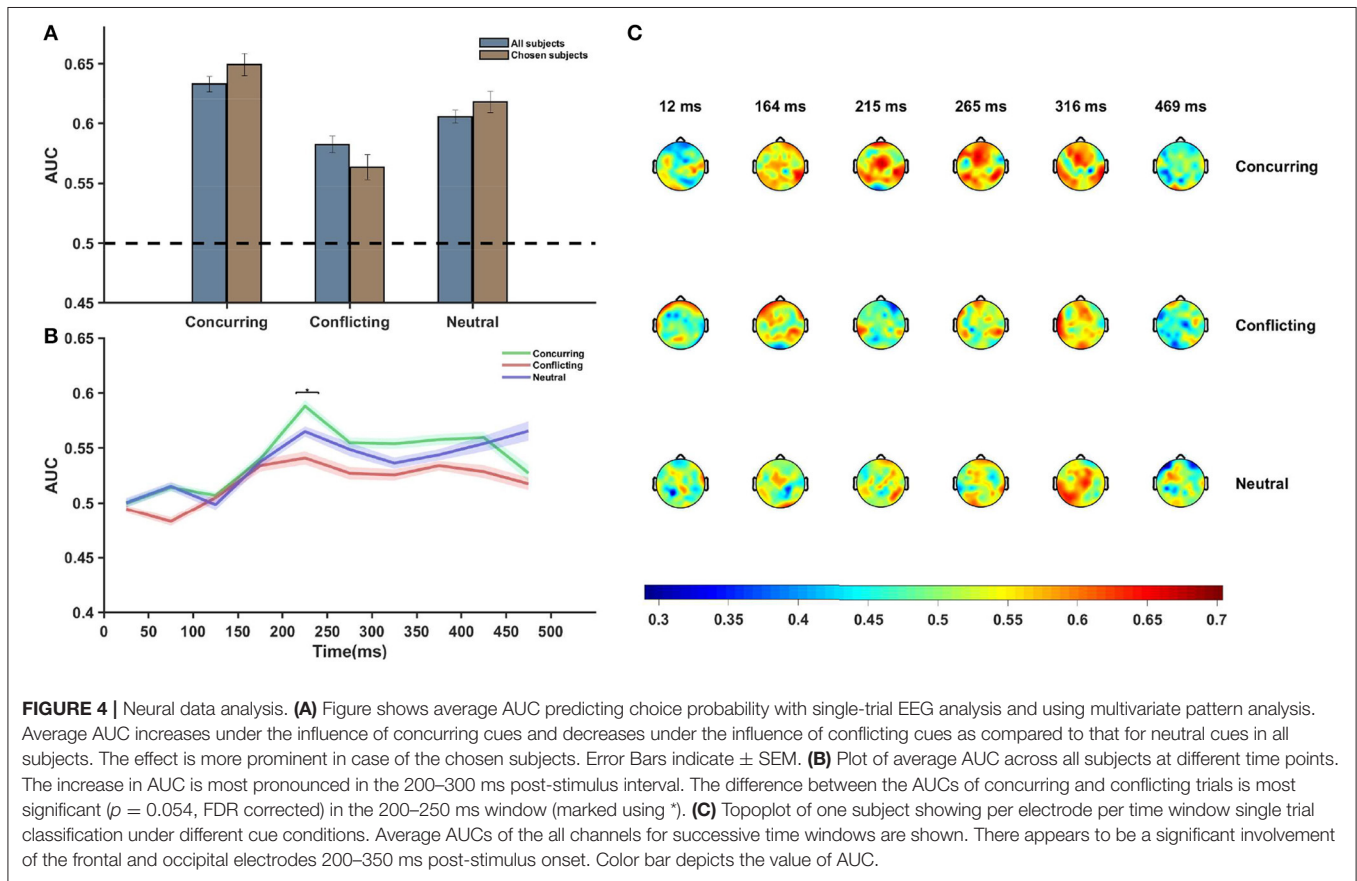 A
All subjects
Chosen subjects
0.65
0.6
0.55
0.5
0.45
AUC
Concurring Conflicting Neutral
B
0.65
0.6
0.55
0.5
0.45
0.4
AUC
Concurring
Conflicting
Neutral
*
0 50 100 150 200 250 300 350 400 450 500
Time(ms)
C
12 ms 164 ms 215 ms 265 ms 316 ms 469 ms
Concurring
Conflicting
Neutral
0.3 0.35 0.4 0.45 0.5 0.55 0.6 0.65 0.7
FIGURE 4 | Neural data analysis. (A) Figure shows average AUC predicting choice probability with single-trial EEG analysis and using multivariate pattern analysis.
Average AUC increases under the influence of concurring cues and decreases under the influence of conflicting cues as compared to that for neutral cues in all
subjects. The effect is more prominent in case of the chosen subjects. Error Bars indicate ± SEM. (B) Plot of average AUC across all subjects at different time points.
The increase in AUC is most pronounced in the 200–300 ms post-stimulus interval. The difference between the AUCs of concurring and conflicting trials is most
significant (p = 0.054, FDR corrected) in the 200–250 ms window (marked using *). (C) Topoplot of one subject showing per electrode per time window single trial
classification under different cue conditions. Average AUCs of the all channels for successive time windows are shown. There appears to be a significant involvement
of the frontal and occipital electrodes 200–350 ms post-stimulus onset. Color bar depicts the value of AUC.